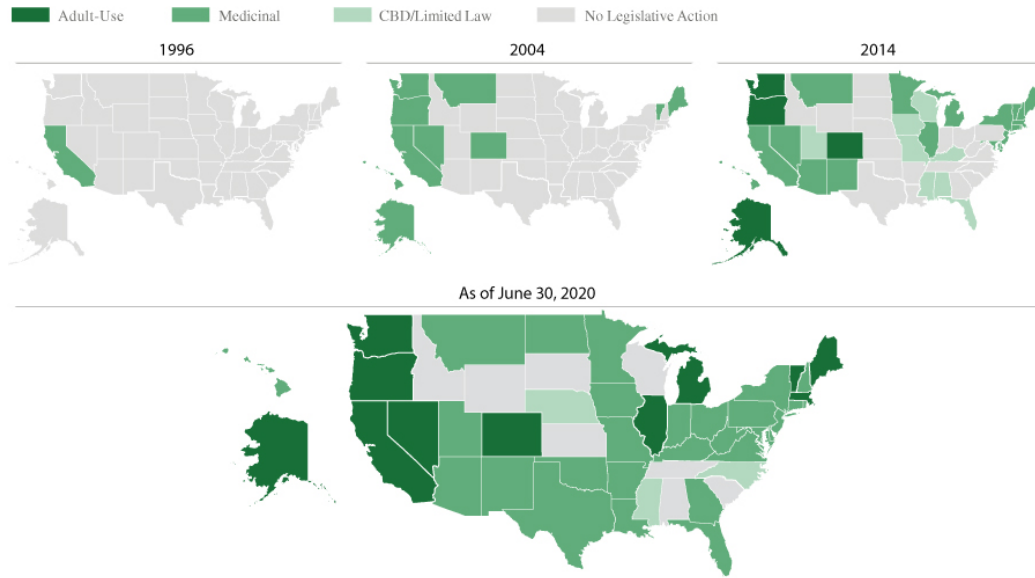 Adult-Use Medicinal CBD/Limited Law No Legislative Action
1996 2004 2014
As of June 30, 2020